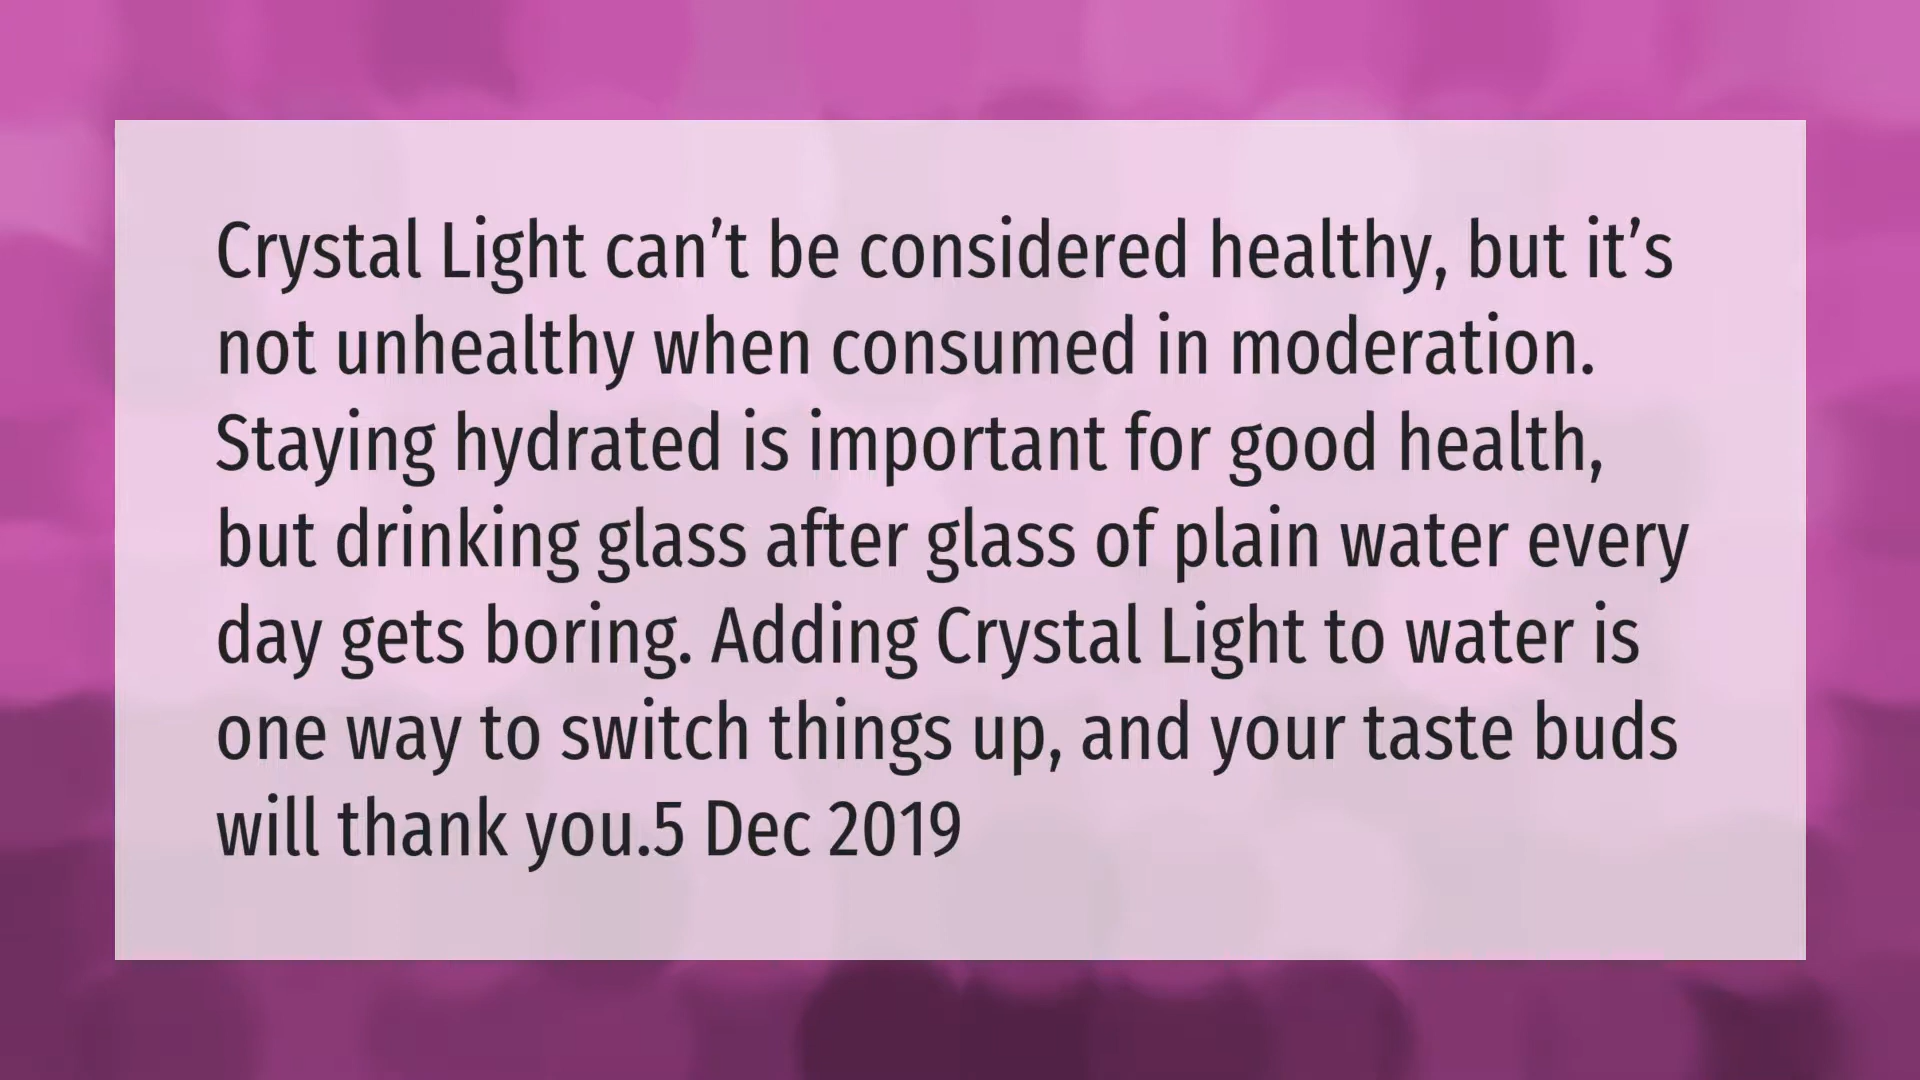 Crystal Light can’t be considered healthy, but it’s
not unhealthy when consumed in moderation.
Staying hydrated is important for good health,
but drinking glass after glass of plain water every
day gets boring. Adding Crystal Light to water is
one way to switch things up, and your taste buds
will thank you.5 Dec 2019